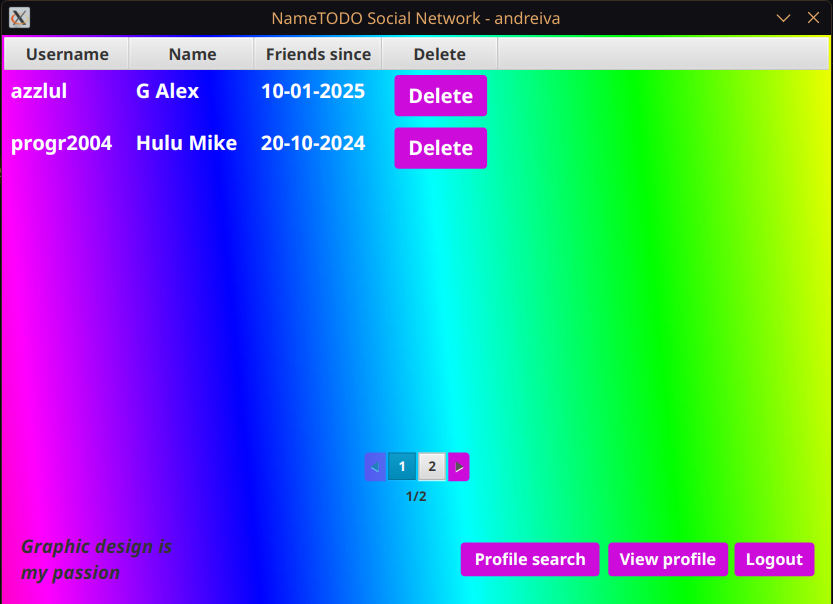 NameTODO Social Network - andreiva
Username Name Friends since Delete
azzlul G Alex 10-01-2025 Delete
progr2004 Hulu Mike 20-10-2024 Delete
1 2
1/2
Graphic design is
my passion
Profile search View profile Logout